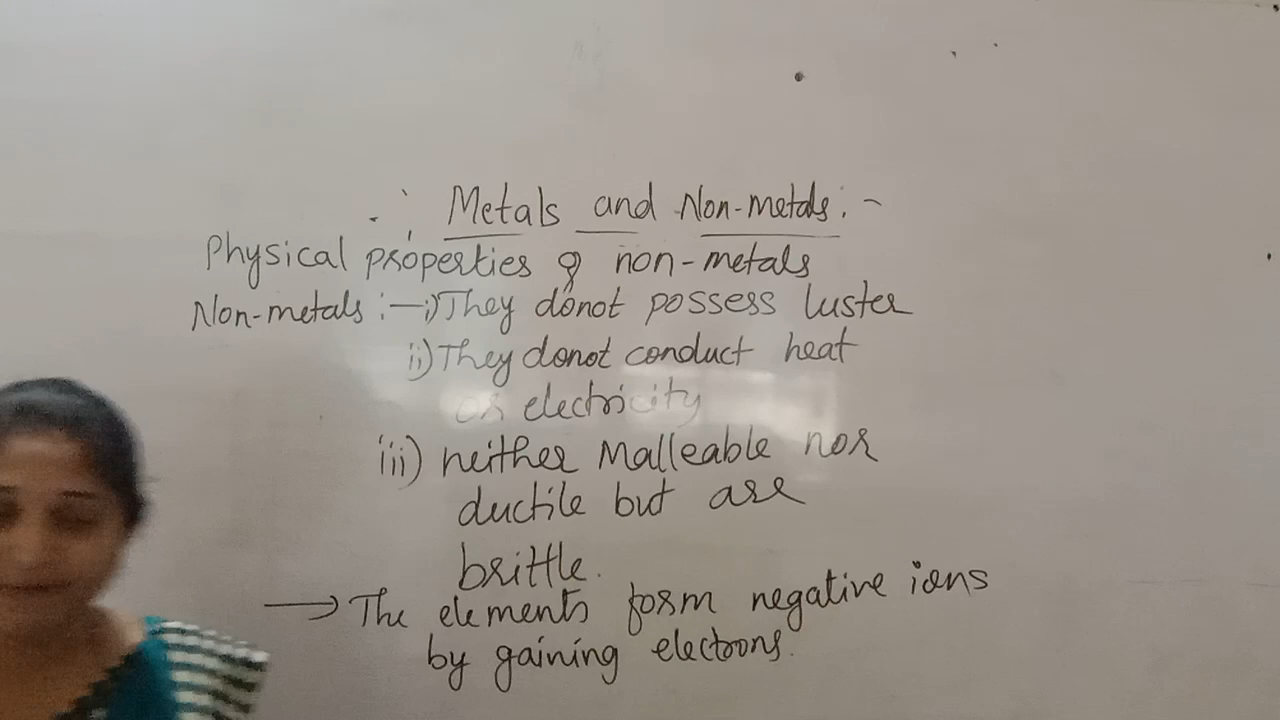 Metals and Non-metals :-
Physical properties of non-metals
Non-metals :- i) They donot possess luster
ii) They donot conduct heat
or electricity
iii) neither Malleable nor
ductile but are
brittle.
→ The elements form negative ions
by gaining electrons.